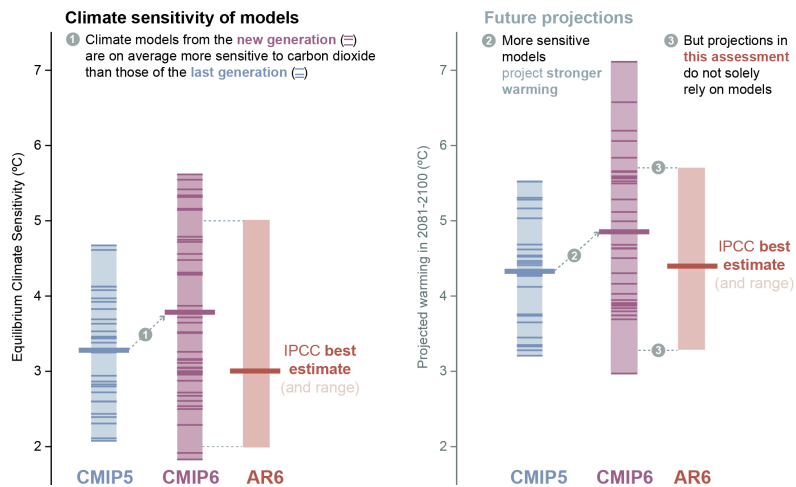 Climate sensitivity of models
1 Climate models from the new generation ( )
are on average more sensitive to carbon dioxide
than those of the last generation ( )
Equilibrium Climate Sensitivity (ºC)
7
6
5
4
3
2
1
IPCC best
estimate
(and range)
CMIP5
CMIP6
AR6
Future projections
2 More sensitive
models
project stronger
warming
3 But projections in
this assessment
do not solely
rely on models
Projected warming in 2081-2100 (ºC)
7
6
5
4
3
2
3
2
3
IPCC best
estimate
(and range)
CMIP5
CMIP6
AR6